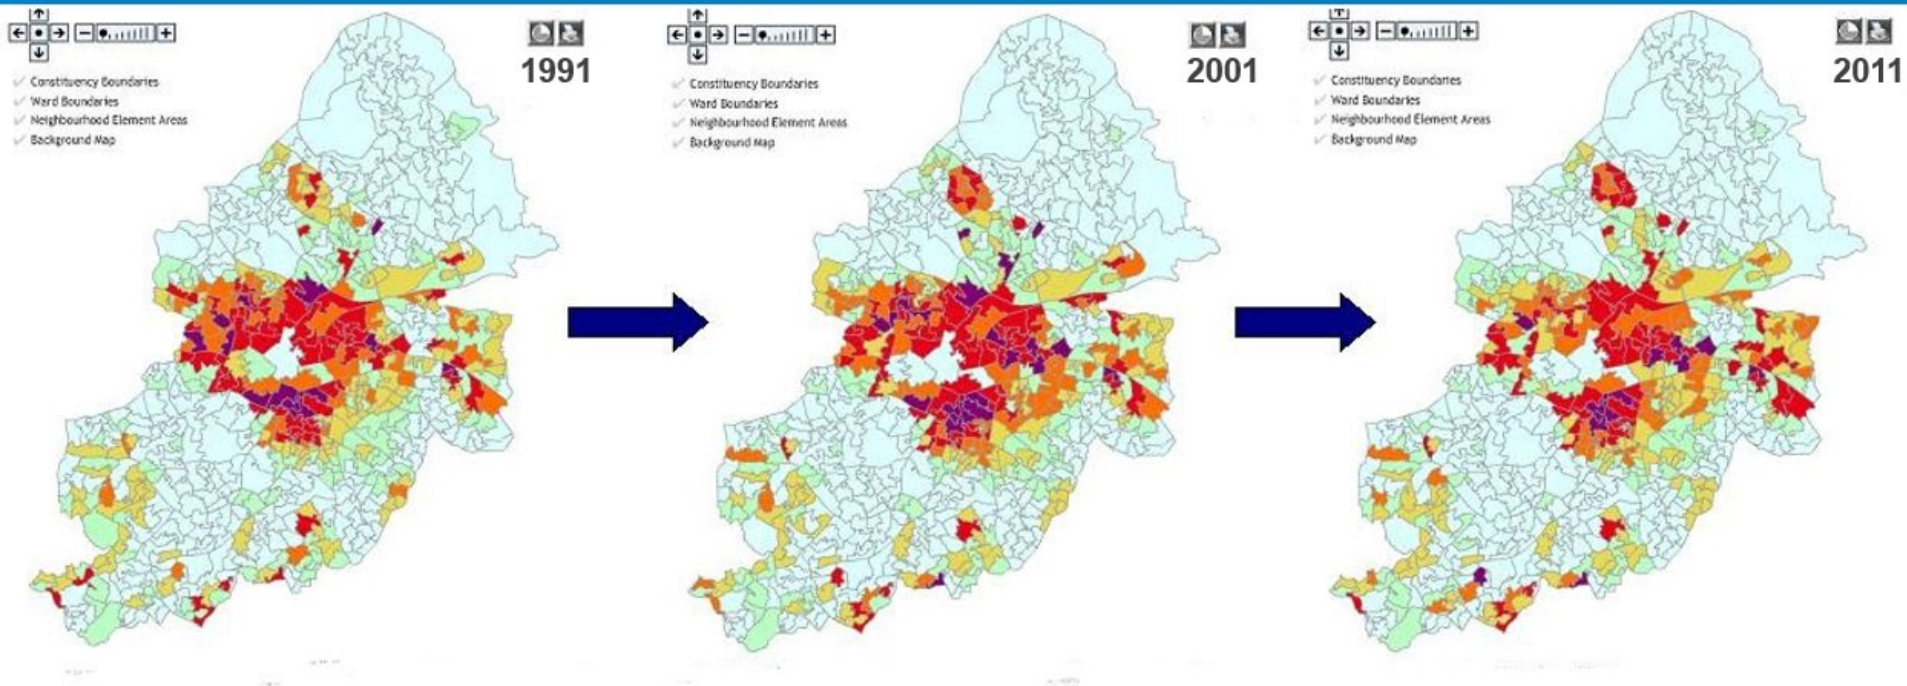 1991
Constituency Boundaries
Ward Boundaries
Neighbourhood Element Areas
Background Map
2001
Constituency Boundaries
Ward Boundaries
Neighbourhood Element Areas
Background Map
2011
Constituency Boundaries
Ward Boundaries
Neighbourhood Element Areas
Background Map